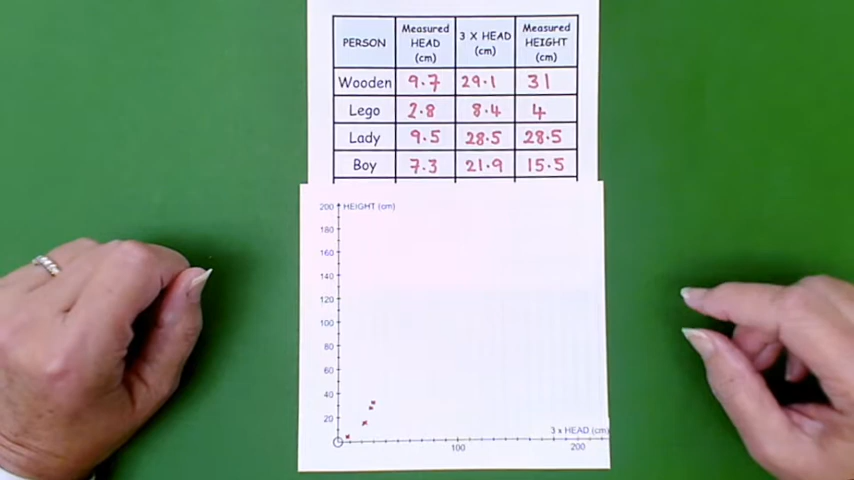 PERSON
Measured
HEAD
(cm)
3 X HEAD
(cm)
Measured
HEIGHT
(cm)
Wooden 9.7 29.1 31
Lego 2.8 8.4 4
Lady 9.5 28.5 28.5
Boy 7.3 21.9 15.5
200 HEIGHT (cm)
180
160
140
120
100
80
60
40
20
3 x HEAD (cm)
100 200